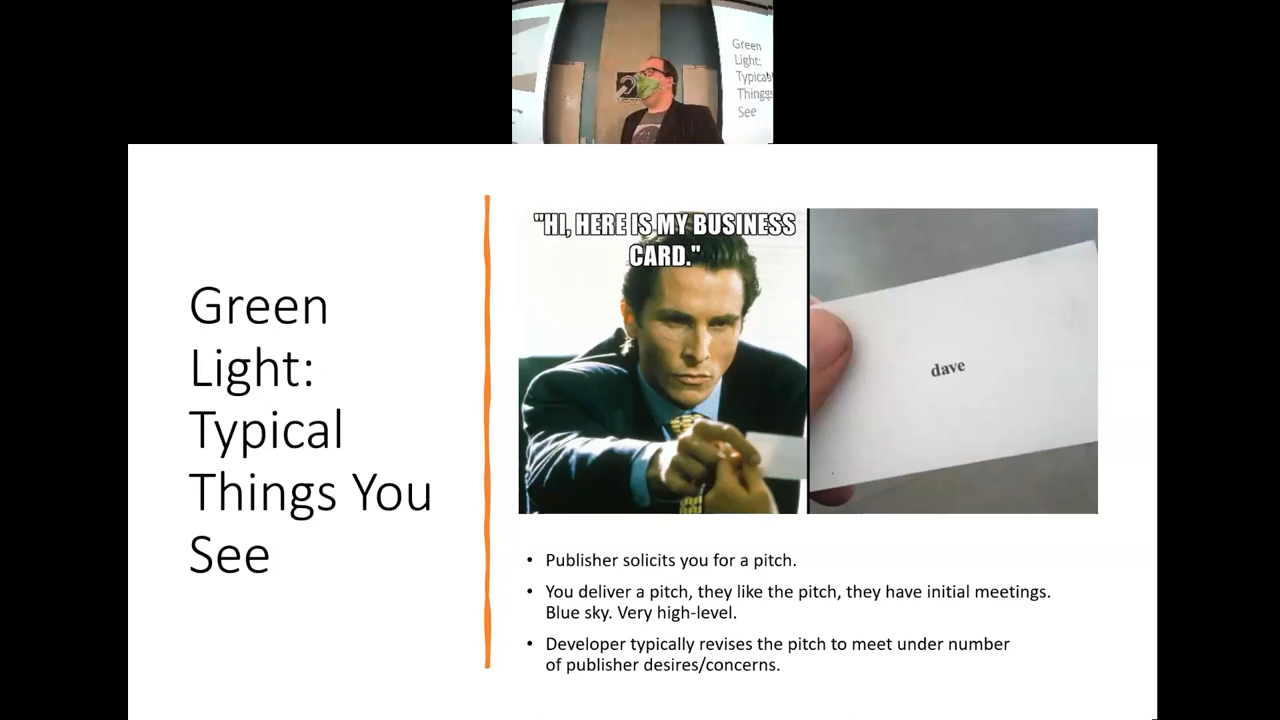 Green
Light:
Typical
Things
See
"HI, HERE IS MY BUSINESS
CARD."
dave
Green
Light:
Typical
Things You
See
• Publisher solicits you for a pitch.
• You deliver a pitch, they like the pitch, they have initial meetings.
Blue sky. Very high-level.
• Developer typically revises the pitch to meet under number
of publisher desires/concerns.